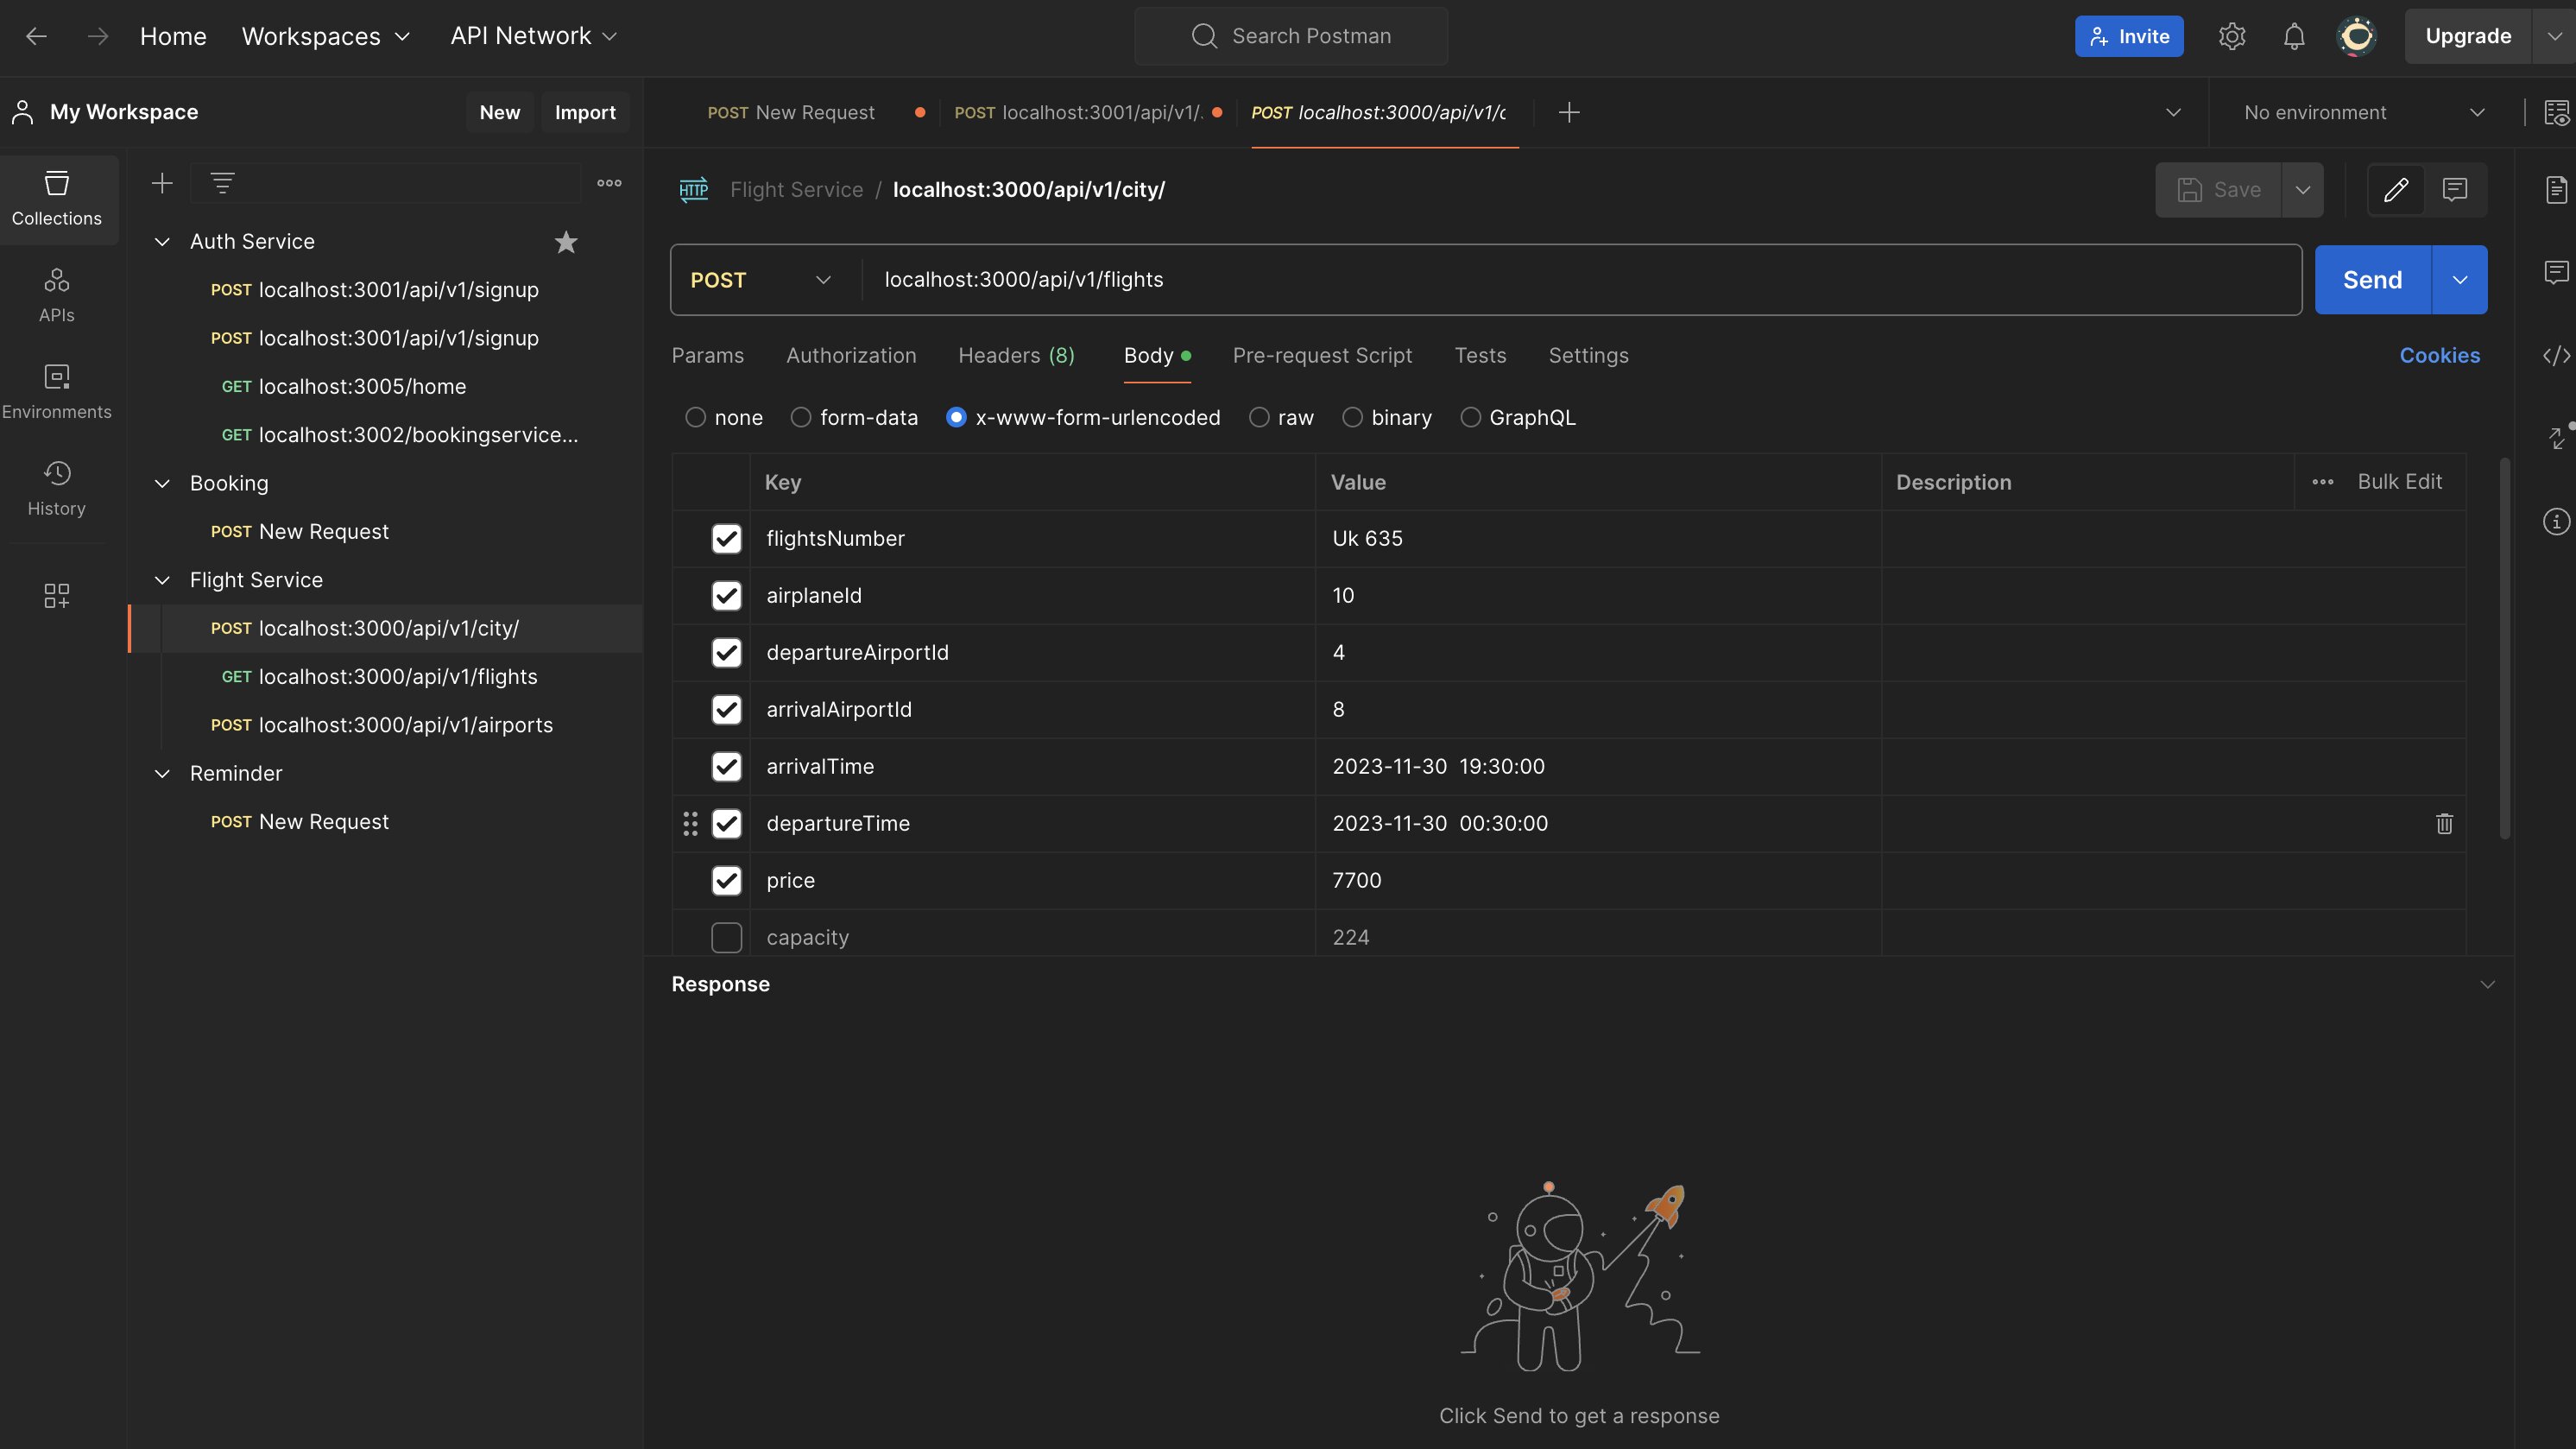 Home Workspaces API Network Search Postman Invite Upgrade
My Workspace New Import POST New Request POST localhost:3001/api/v1/. POST localhost:3000/api/v1/c No environment
Collections
APIs
Environments
History
Auth Service
POST localhost:3001/api/v1/signup
POST localhost:3001/api/v1/signup
GET localhost:3005/home
GET localhost:3002/bookingservice...
Booking
POST New Request
Flight Service
POST localhost:3000/api/v1/city/
GET localhost:3000/api/v1/flights
POST localhost:3000/api/v1/airports
Reminder
POST New Request
HTTP Flight Service / localhost:3000/api/v1/city/ Save
POST localhost:3000/api/v1/flights Send
Params Authorization Headers (8) Body Pre-request Script Tests Settings Cookies
none form-data x-www-form-urlencoded raw binary GraphQL
Key Value Description Bulk Edit
flightsNumber Uk 635
airplaneId 10
departureAirportId 4
arrivalAirportId 8
arrivalTime 2023-11-30  19:30:00
departureTime 2023-11-30  00:30:00
price 7700
capacity 224
Response
Click Send to get a response